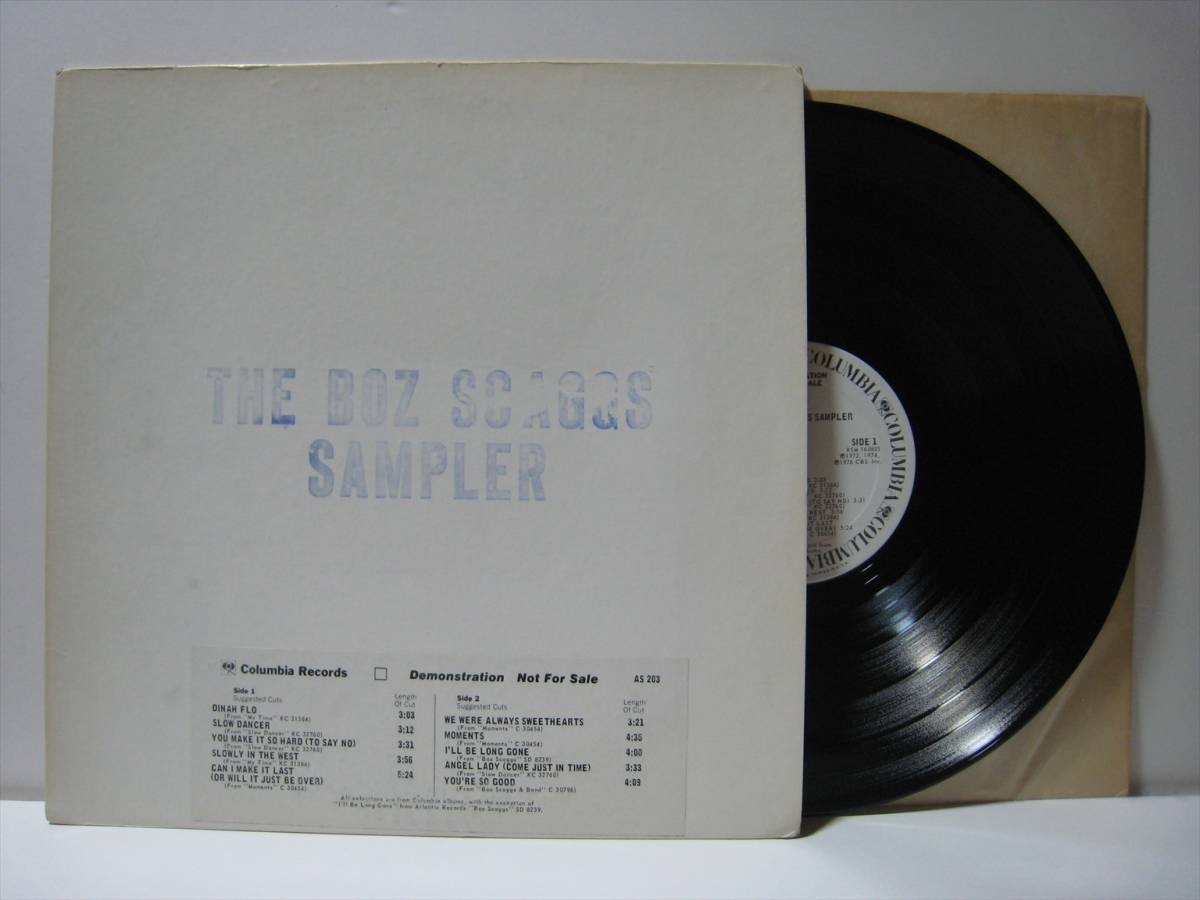 THE BOZ SCAGGS
SAMPLER
Columbia Records Demonstration Not For Sale AS 203
Side 1
Suggested Cuts Length Of Cut
DINAH FLO 3:03
(From "My Time" KC 31384)
SLOW DANCER 3:12
(From "Slow Dancer" KC 32760)
YOU MAKE IT SO HARD (TO SAY NO) 3:31
(From "Slow Dancer" KC 32760)
SLOWLY IN THE WEST 3:56
(From "My Time" KC 31384)
CAN I MAKE IT LAST
(OR WILL IT JUST BE OVER) 5:24
(From "Moments" C 30454)
Side 2
Suggested Cuts Length Of Cut
WE WERE ALWAYS SWEETHEARTS 3:21
(From "Moments" C 30454)
MOMENTS 4:35
(From "Moments" C 30454)
I'LL BE LONG GONE 4:00
(From "Boz Scaggs" SD 8239)
ANGEL LADY (COME JUST IN TIME) 3:33
(From "Slow Dancer" KC 32760)
YOU'RE SO GOOD 4:09
(From "Boz Scaggs & Band" C 30796)
All selections are from Columbia albums, with the exception of
"I'll Be Long Gone" from Atlantic Records "Boz Scaggs" SD 8239.
COLUMBIA COLUMBIA COLUMBIA
SAMPLER
SIDE 1
℗1972, 1974,
℗1976 CBS Inc.